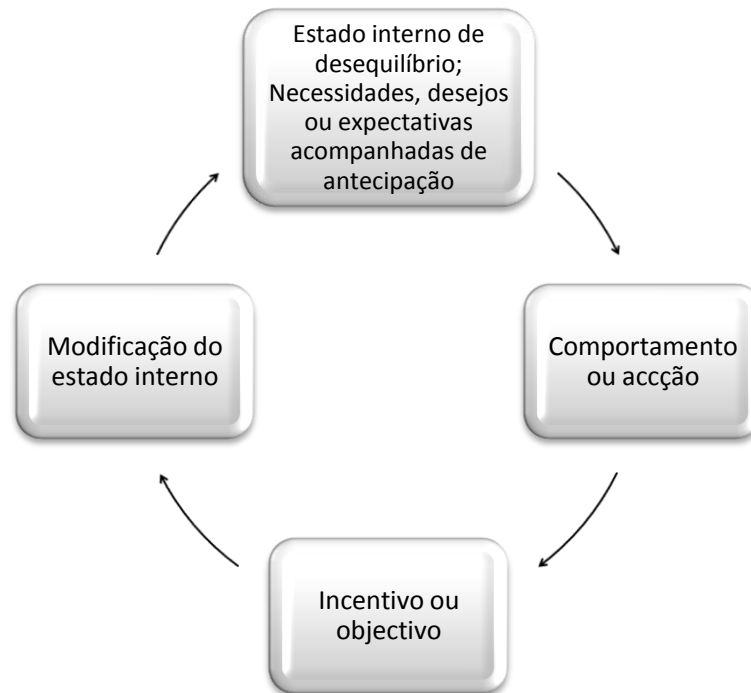 Estado interno de
desequilíbrio;
Necessidades, desejos
ou expectativas
acompanhadas de
antecipação
Comportamento
ou accção
Incentivo ou
objectivo
Modificação do
estado interno